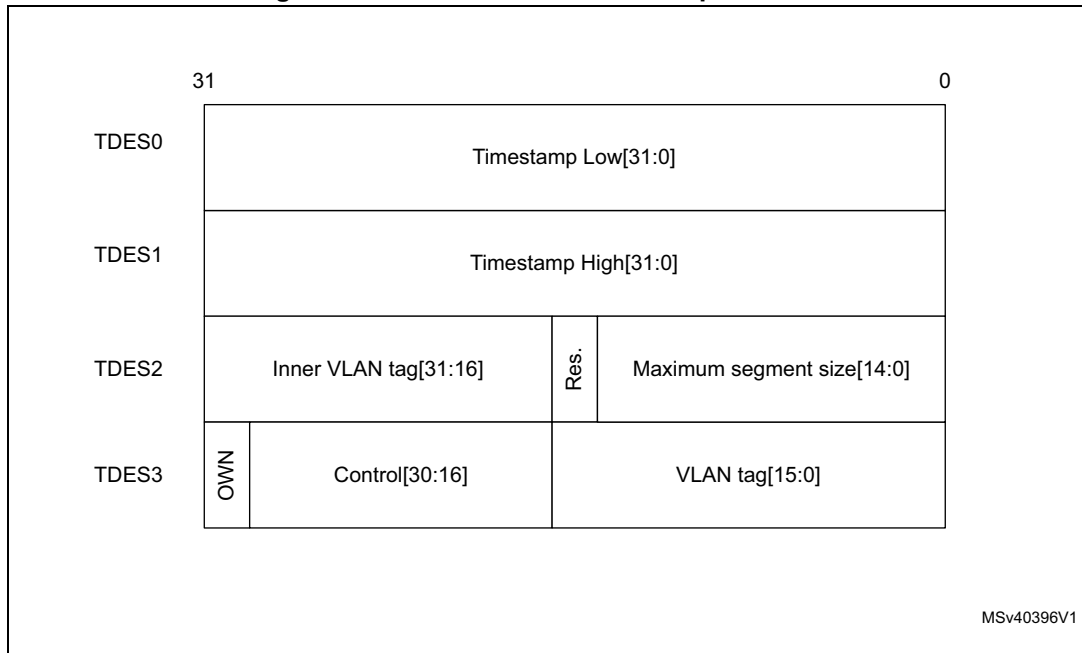 31 0
TDES0 Timestamp Low[31:0]
TDES1 Timestamp High[31:0]
TDES2 Inner VLAN tag[31:16] Res. Maximum segment size[14:0]
TDES3 OWN Control[30:16] VLAN tag[15:0]
MSv40396V1